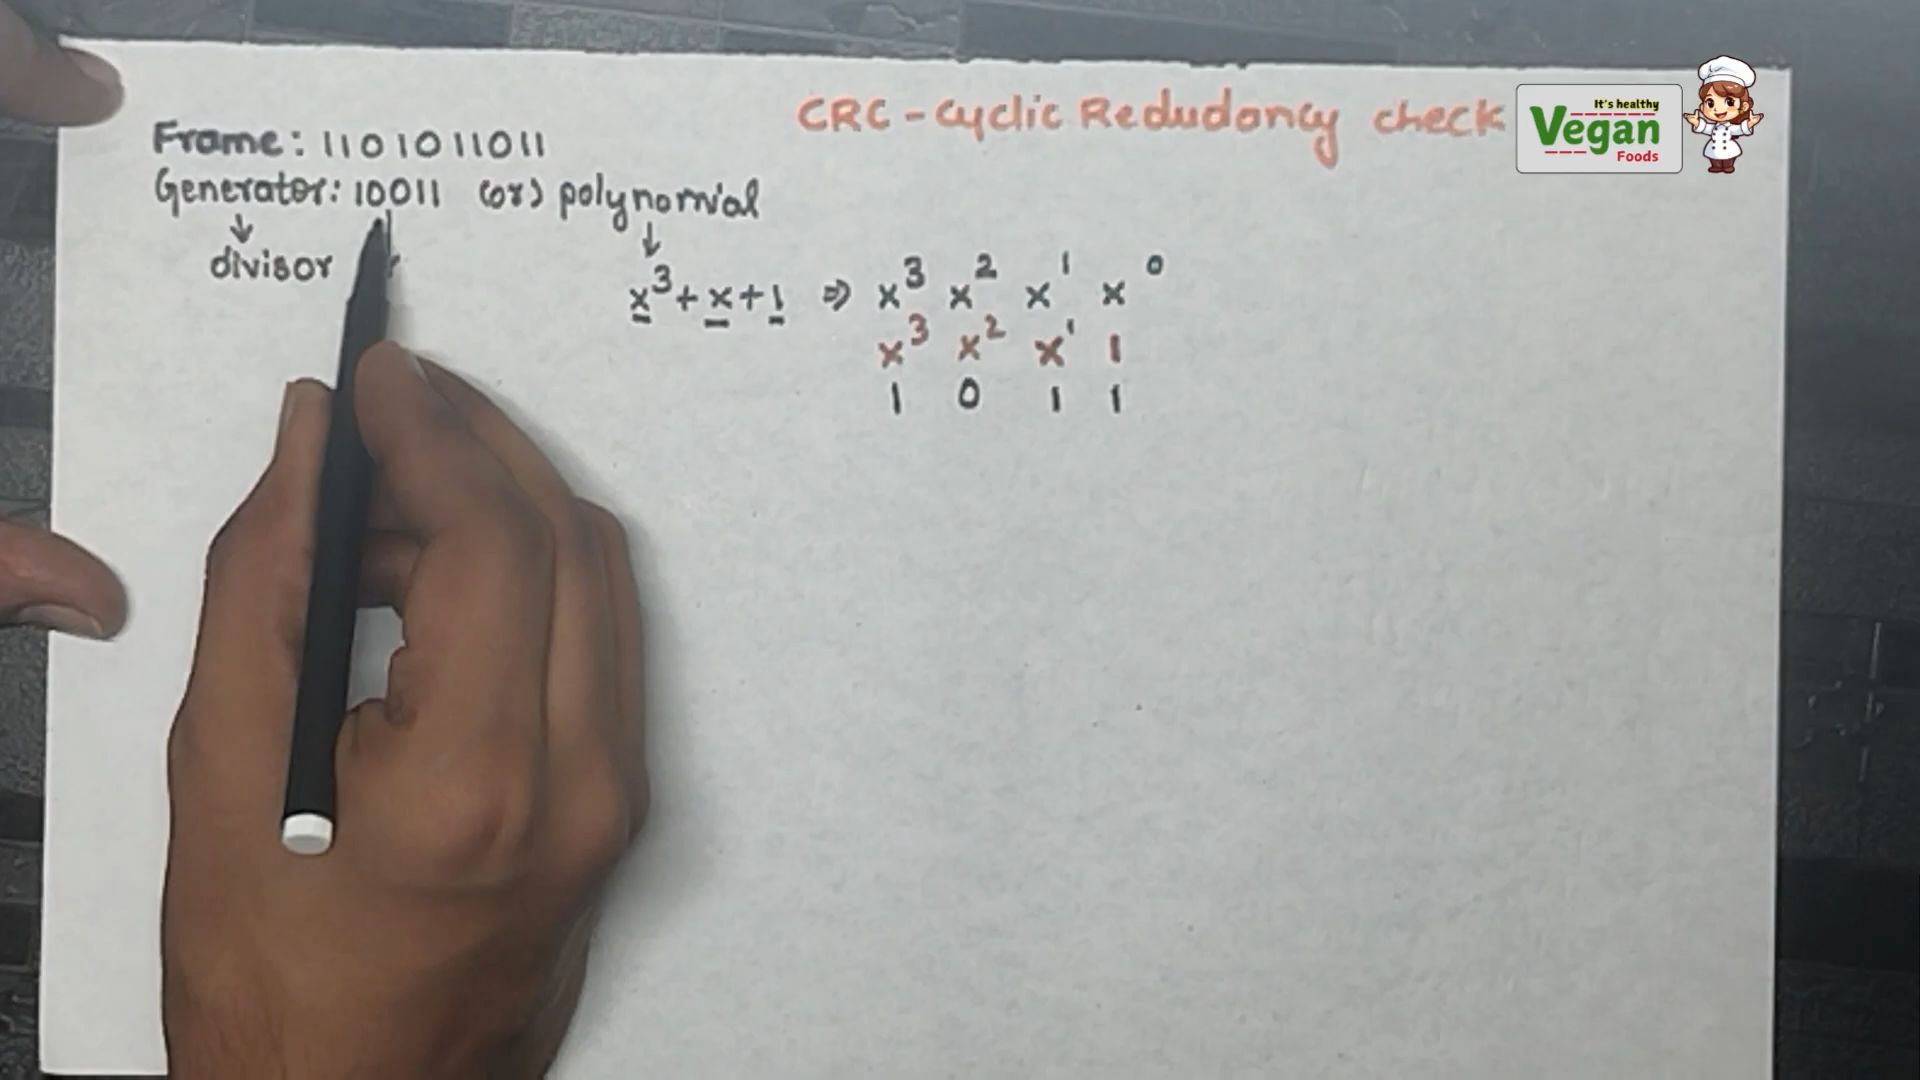 CRC - Cyclic Redudancy check
It's healthy
Vegan
Foods
Frame: 1101011011
Generator: 10011 (or) polynomial
↓ ↓
divisor
x³ + x + 1 ⇒ x³ x² x¹ x⁰
x³ x² x¹ 1
1 0 1 1